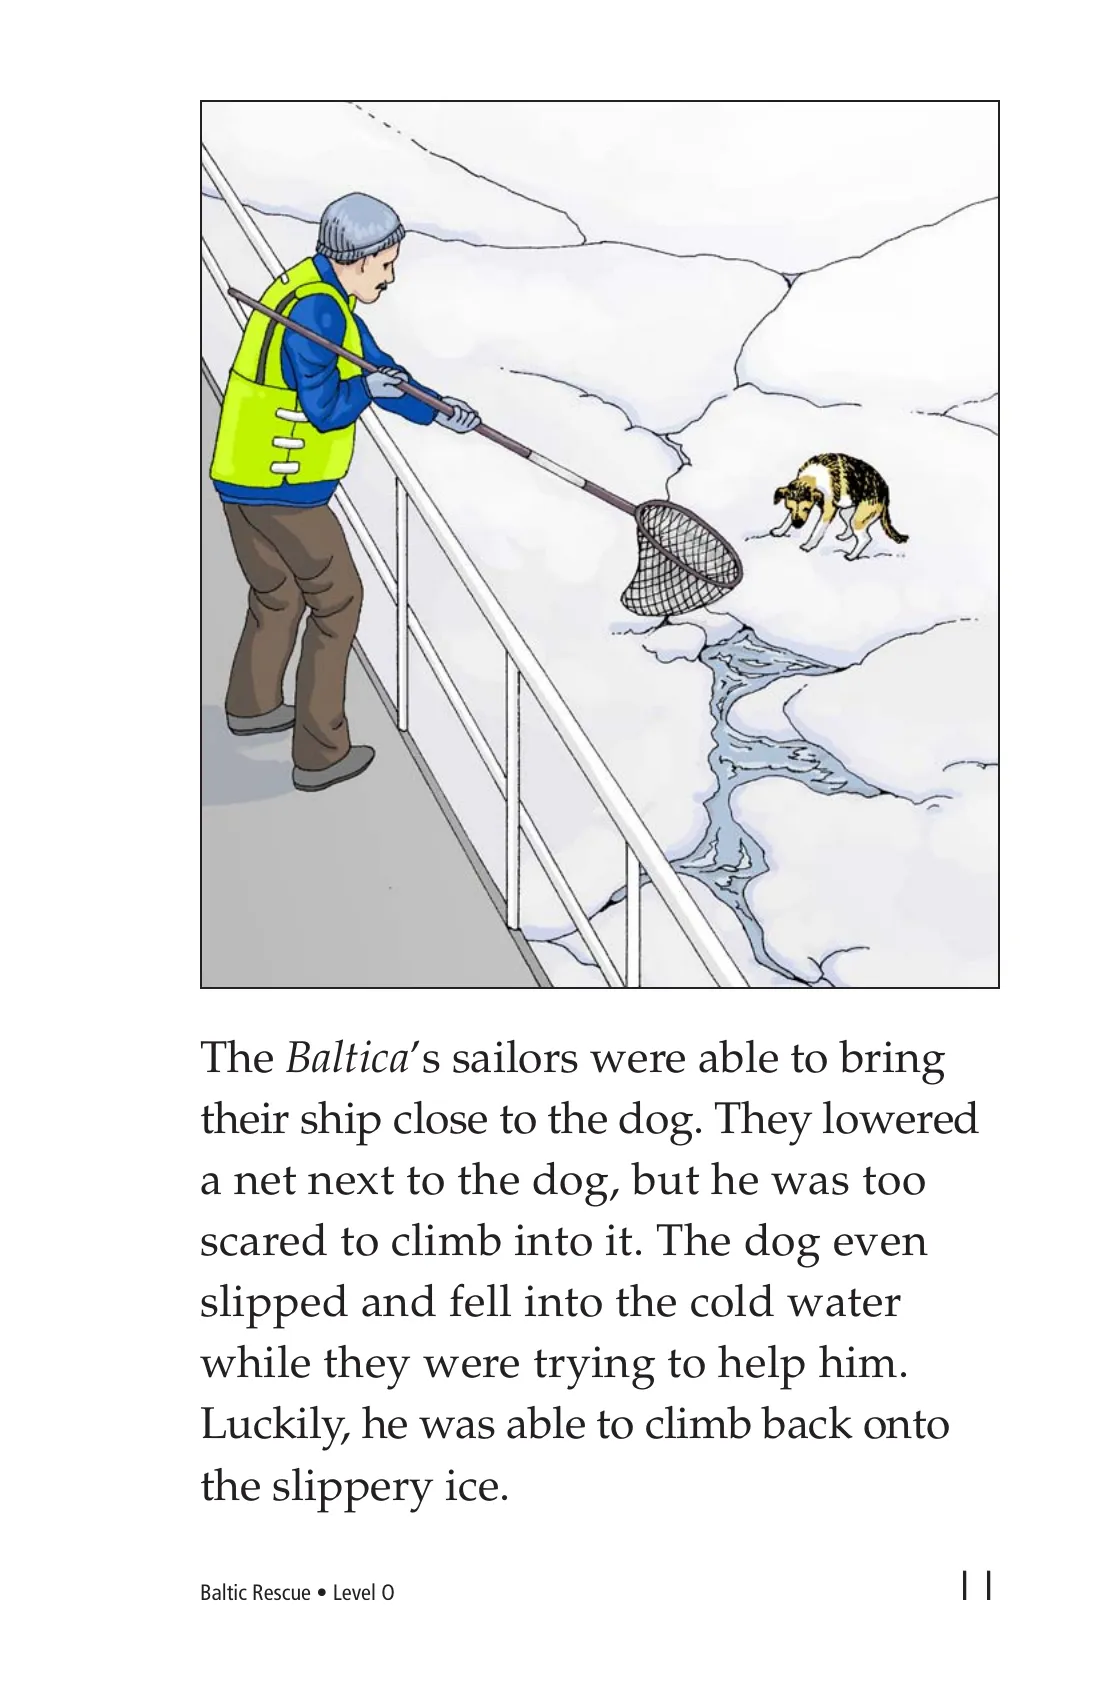 The Baltica’s sailors were able to bring
their ship close to the dog. They lowered
a net next to the dog, but he was too
scared to climb into it. The dog even
slipped and fell into the cold water
while they were trying to help him.
Luckily, he was able to climb back onto
the slippery ice.
Baltic Rescue • Level O
11